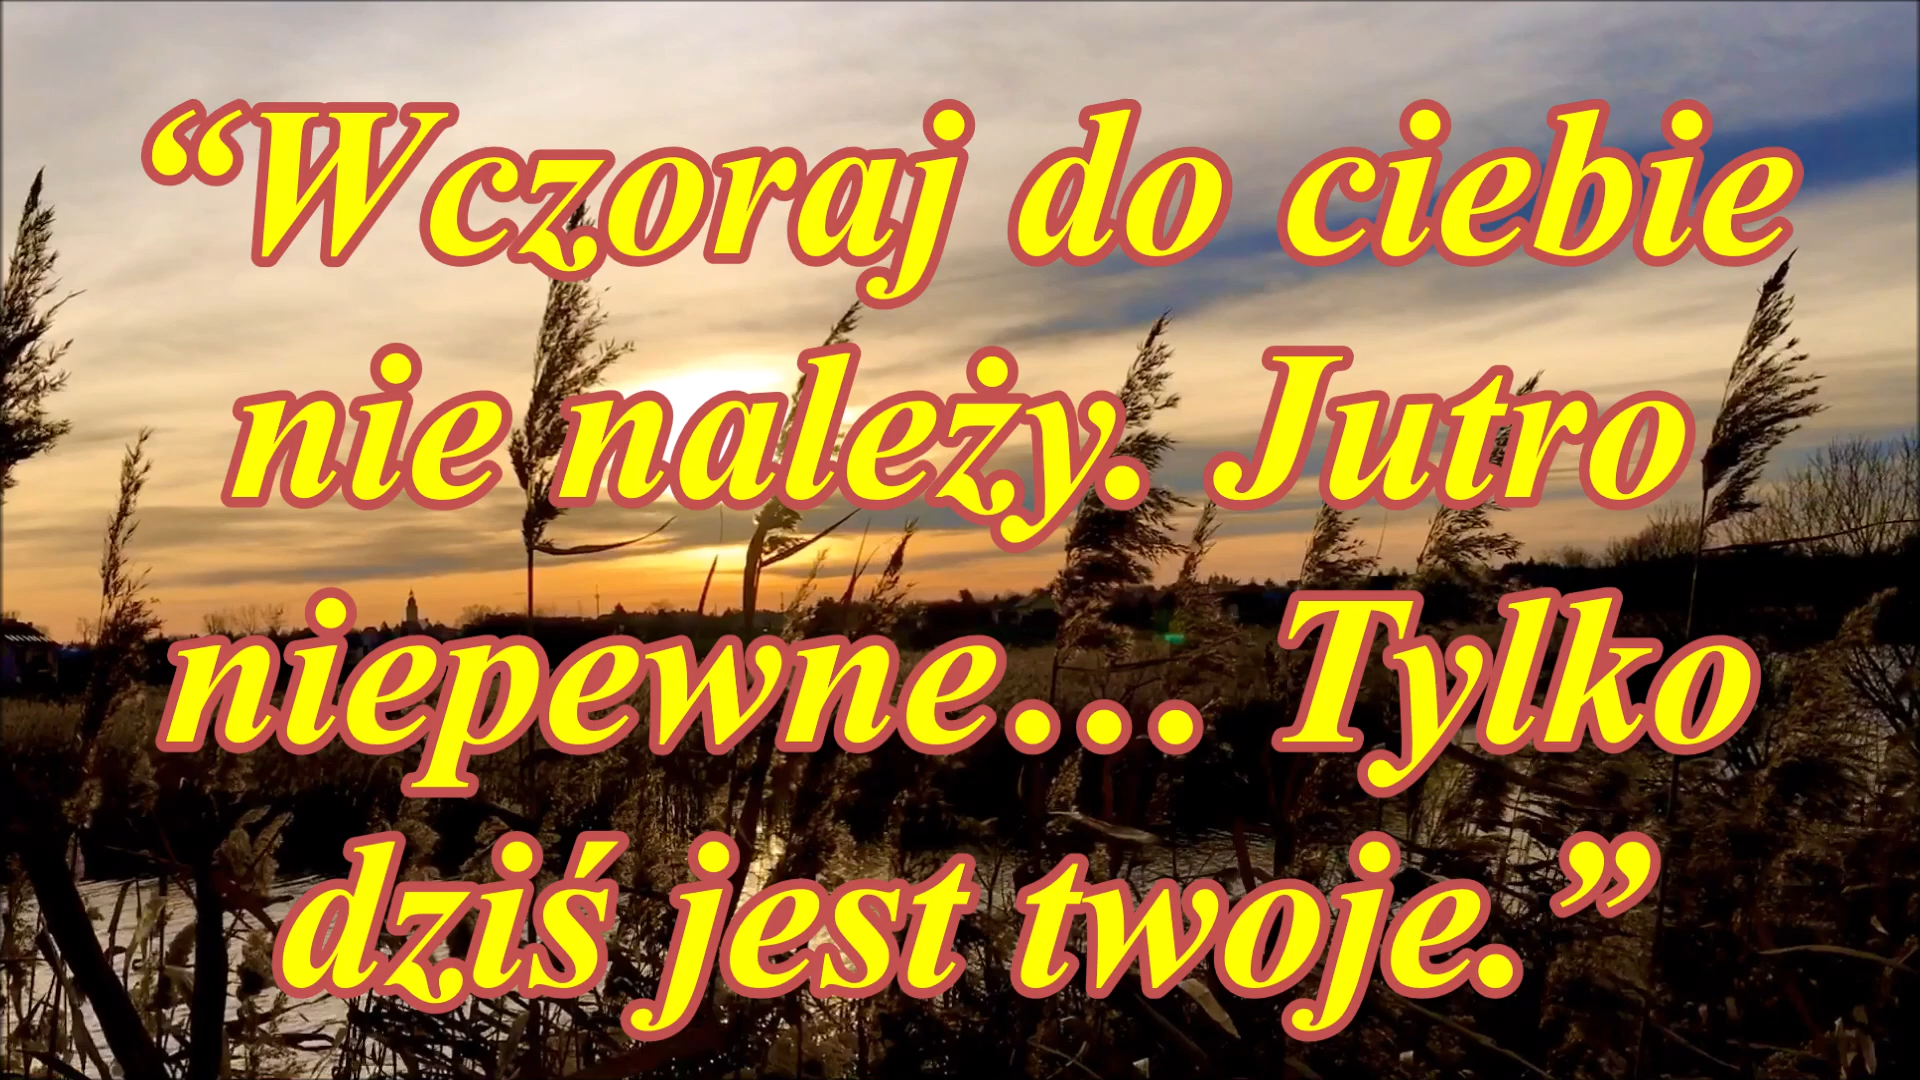 “Wczoraj do ciebie
nie należy. Jutro
niepewne… Tylko
dziś jest twoje.”